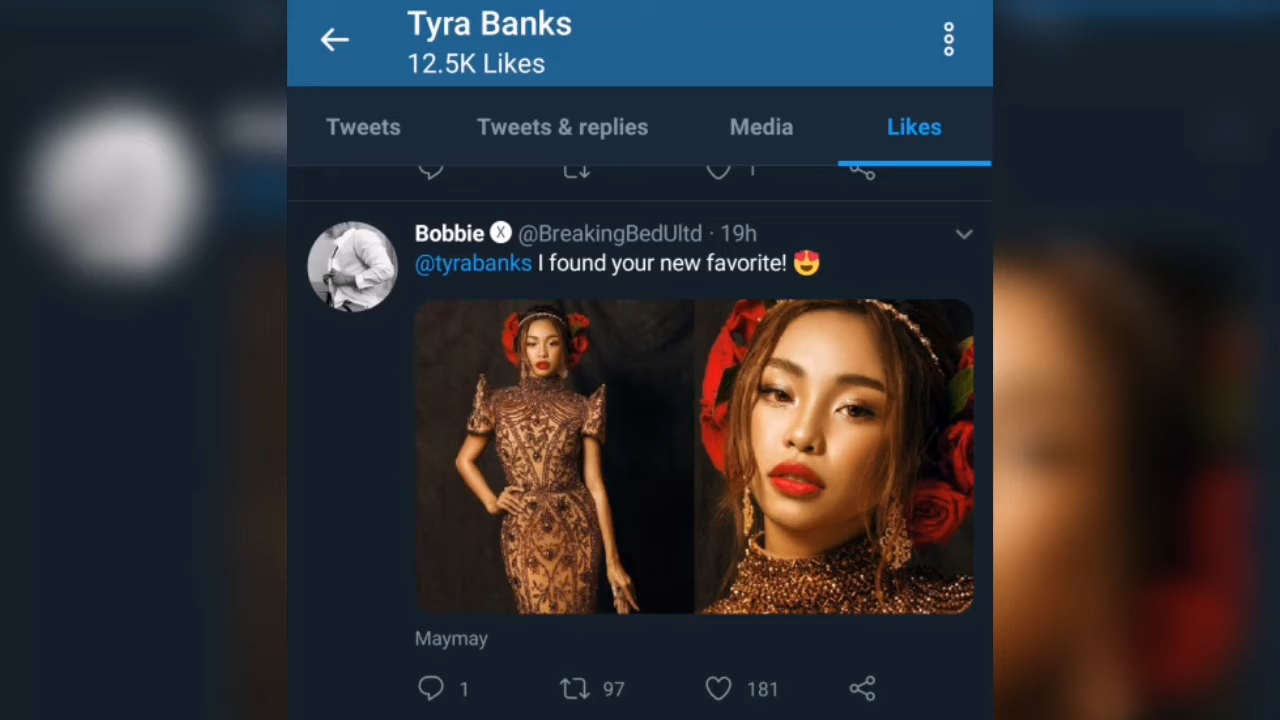 Tyra Banks
12.5K Likes
Tweets
Tweets & replies
Media
Likes
1
Bobbie @BreakingBedUltd · 19h
@tyrabanks I found your new favorite! 😍
Maymay
1
97
181